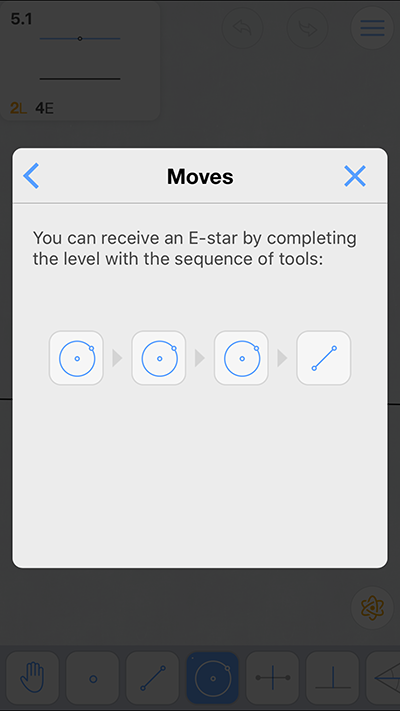 5.1
2L 4E
Moves
You can receive an E-star by completing
the level with the sequence of tools: